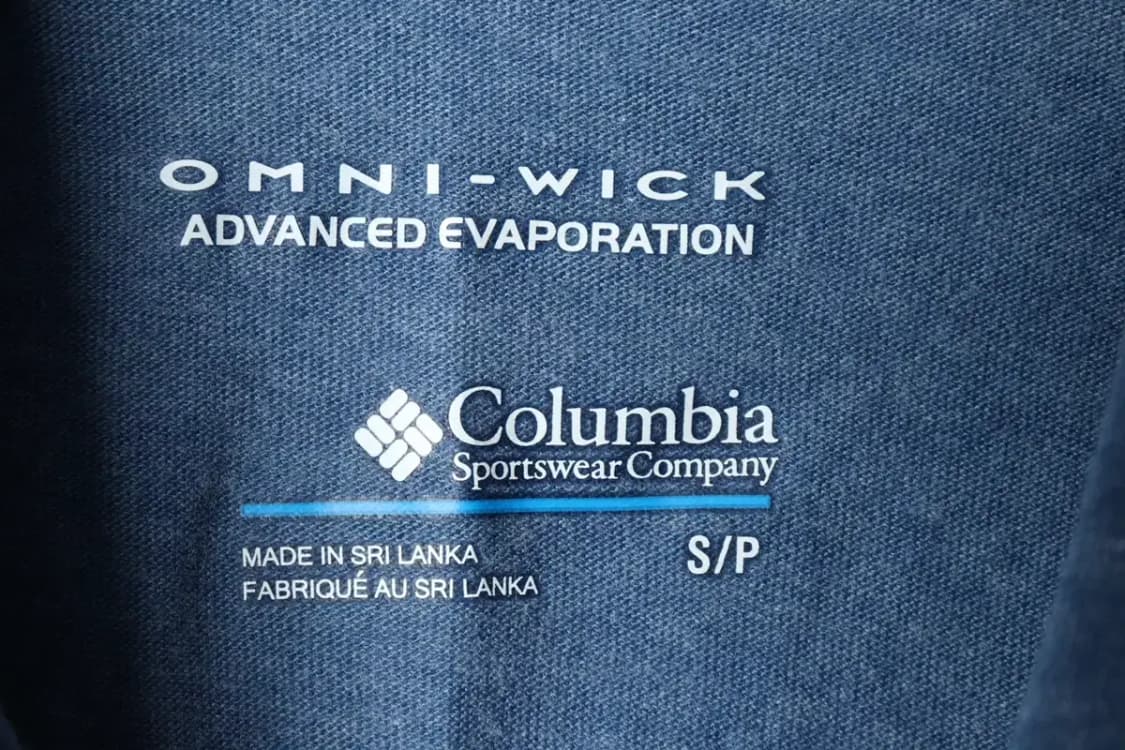 OMNI-WICK
ADVANCED EVAPORATION
Columbia
Sportswear Company
MADE IN SRI LANKA
FABRIQUÉ AU SRI LANKA
S/P